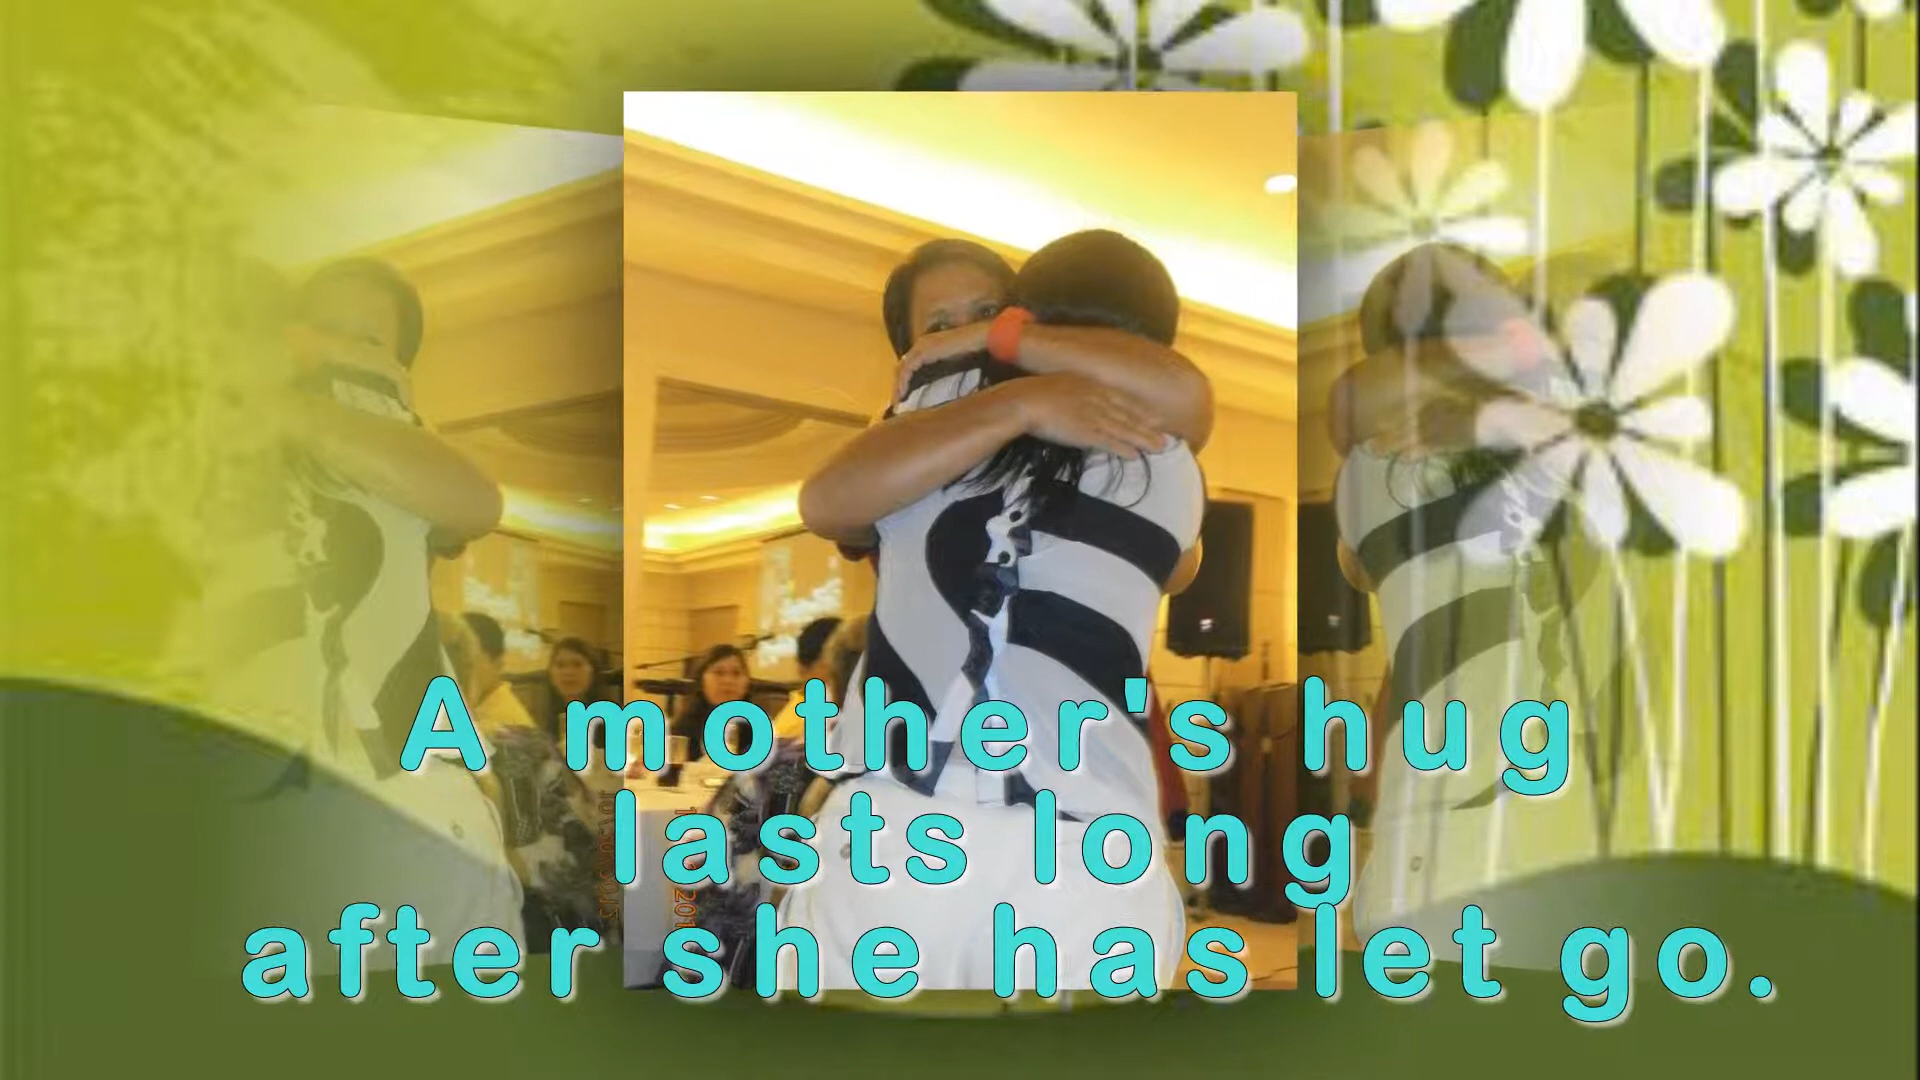 A mother's hug
lasts long
after she has let go.